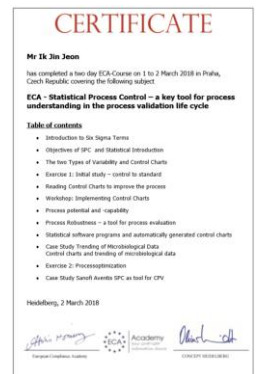 CERTIFICATE
Mr Ik Jin Jeon
has completed a two day ECA-Course on 1 to 2 March 2018 in Praha,
Czech Republic covering the following subject
ECA - Statistical Process Control – a key tool for process
understanding in the process validation life cycle
Table of contents
• Introduction to Six Sigma Terms
• Objectives of SPC and Statistical Introduction
• The two Types of Variability and Control Charts
• Exercise 1: Initial study – control to standard
• Reading Control Charts to improve the process
• Workshop: Implementing Control Charts
• Process potential and -capability
• Process Robustness – a tool for process evaluation
• Statistical software programs and automatically generated control charts
• Case Study Trending of Microbiological Data
Control charts and trending of microbiological data
• Exercise 2: Processoptimization
• Case Study Sanofi Aventis SPC as tool for CPV
Heidelberg, 2 March 2018
ECA Academy
European Compliance Academy
CONCEPT HEIDELBERG